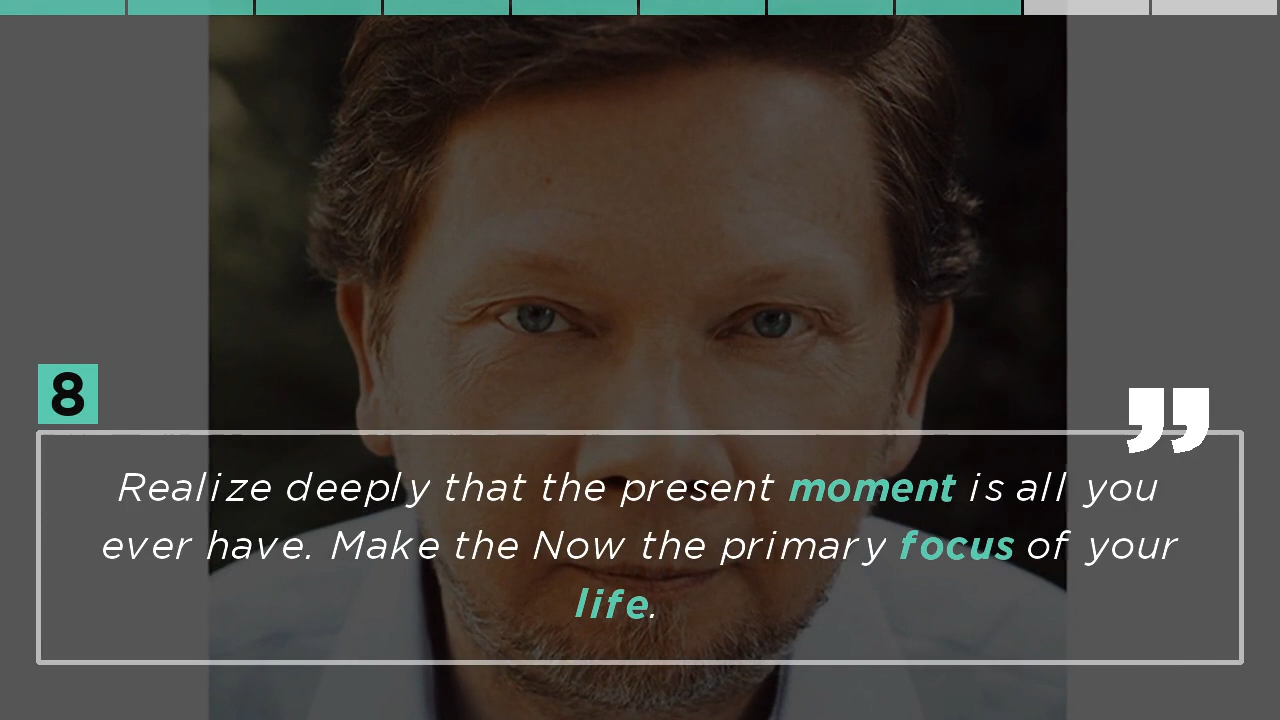 8
”
Realize deeply that the present moment is all you
ever have. Make the Now the primary focus of your
life.